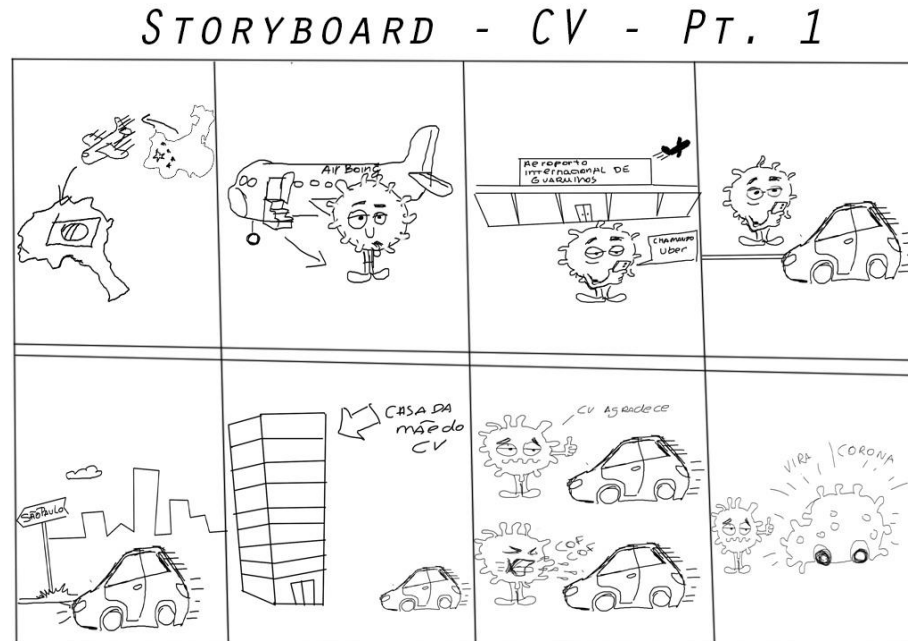 STORYBOARD - CV - PT. 1
Air Boing
Aeroporto
internacional DE
GUARULHOS
CHAMANDO
Uber
SÃO PAULO
CASA DA
mãe do
CV
CV AgRADECE
COF
COF
VIRA CORONA